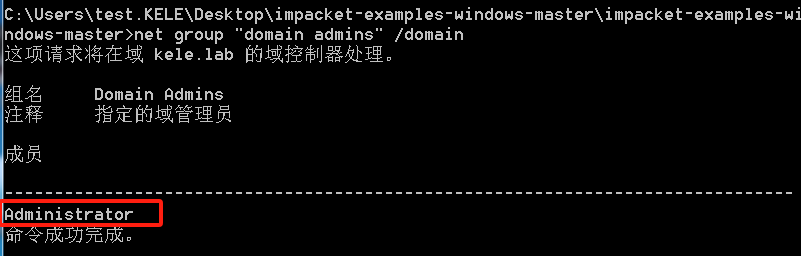 C:\Users\test.KELE\Desktop\impacket-examples-windows-master\impacket-examples-wi
ndows-master>net group "domain admins" /domain
这项请求将在域 kele.lab 的域控制器处理。
组名     Domain Admins
注释     指定的域管理员
成员
-------------------------------------------------------------------------------
Administrator
命令成功完成。